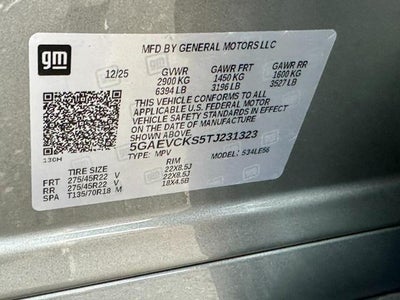 gm
MFD BY GENERAL MOTORS LLC
12/25 GVWR GAWR FRT GAWR RR
2900 KG 1450 KG 1600 KG
6394 LB 3196 LB 3527 LB
THIS VEHICLE CONFORMS TO ALL
APPLICABLE U.S. FEDERAL MOTOR
VEHICLE SAFETY STANDARDS IN
EFFECT ON THE DATE OF MANUFACTURE
SHOWN ABOVE.
5GAEVCKS5TJ231323
TYPE: MPV MODEL: S34LE56
TIRE SIZE RIM
FRT 275/45R22 V 22X8.5J
RR 275/45R22 V 22X8.5J
SPA T135/70R18 M 18X4.5B